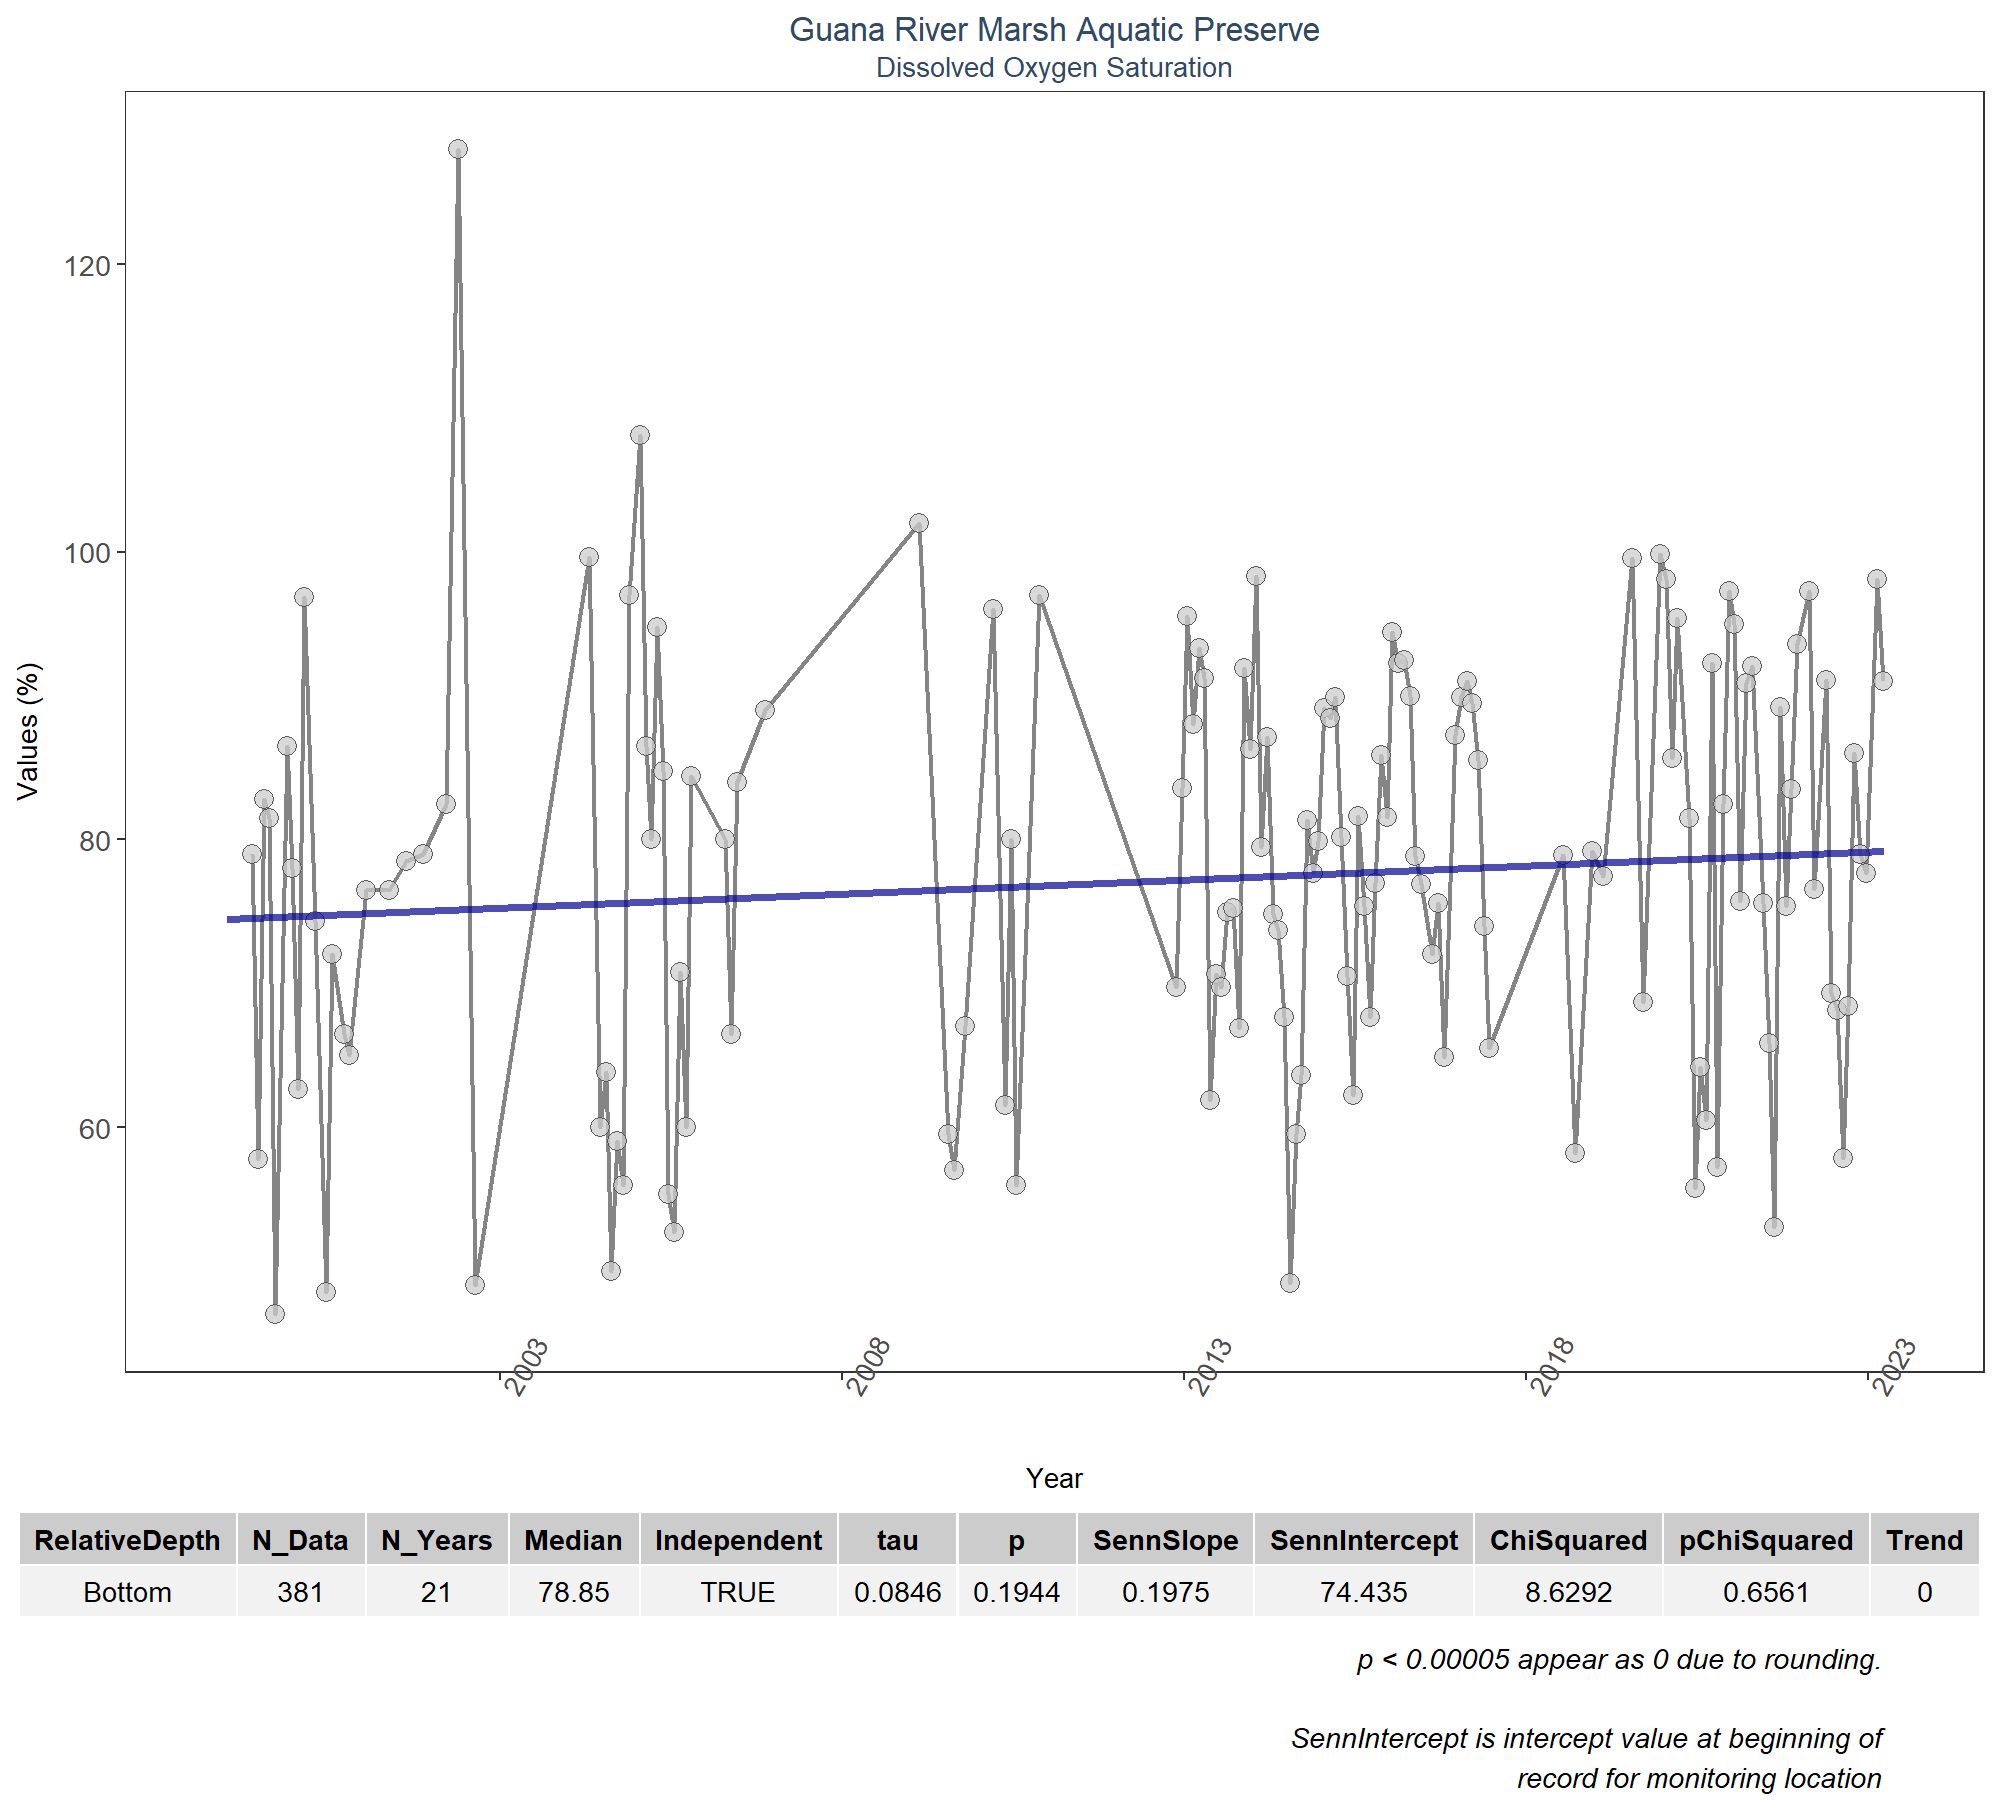 Guana River Marsh Aquatic Preserve
Dissolved Oxygen Saturation
Values (%)
120
100
80
60
2003
2008
2013
2018
2023
Year
RelativeDepth N_Data N_Years Median Independent tau p SennSlope SennIntercept ChiSquared pChiSquared Trend
Bottom 381 21 78.85 TRUE 0.0846 0.1944 0.1975 74.435 8.6292 0.6561 0
p < 0.00005 appear as 0 due to rounding.
SennIntercept is intercept value at beginning of
record for monitoring location